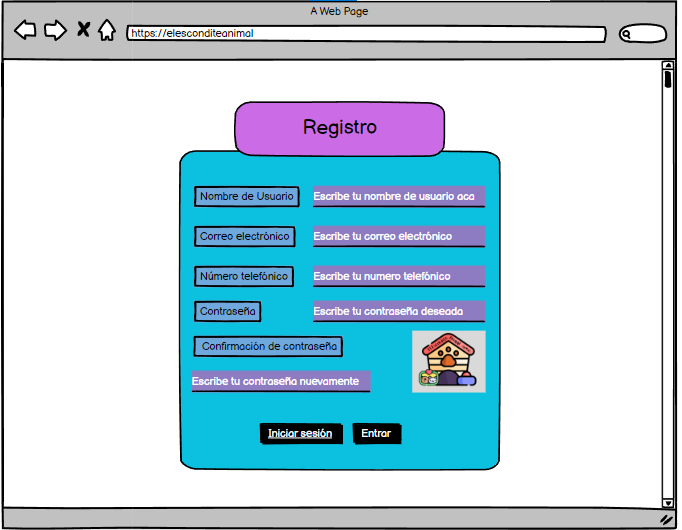 A Web Page
https://elesconditeanimal
Registro
Nombre de Usuario
Escribe tu nombre de usuario aca
Correo electrónico
Escribe tu correo electrónico
Número telefónico
Escribe tu numero telefónico
Contraseña
Escribe tu contraseña deseada
Confirmación de contraseña
Escribe tu contraseña nuevamente
Iniciar sesión
Entrar